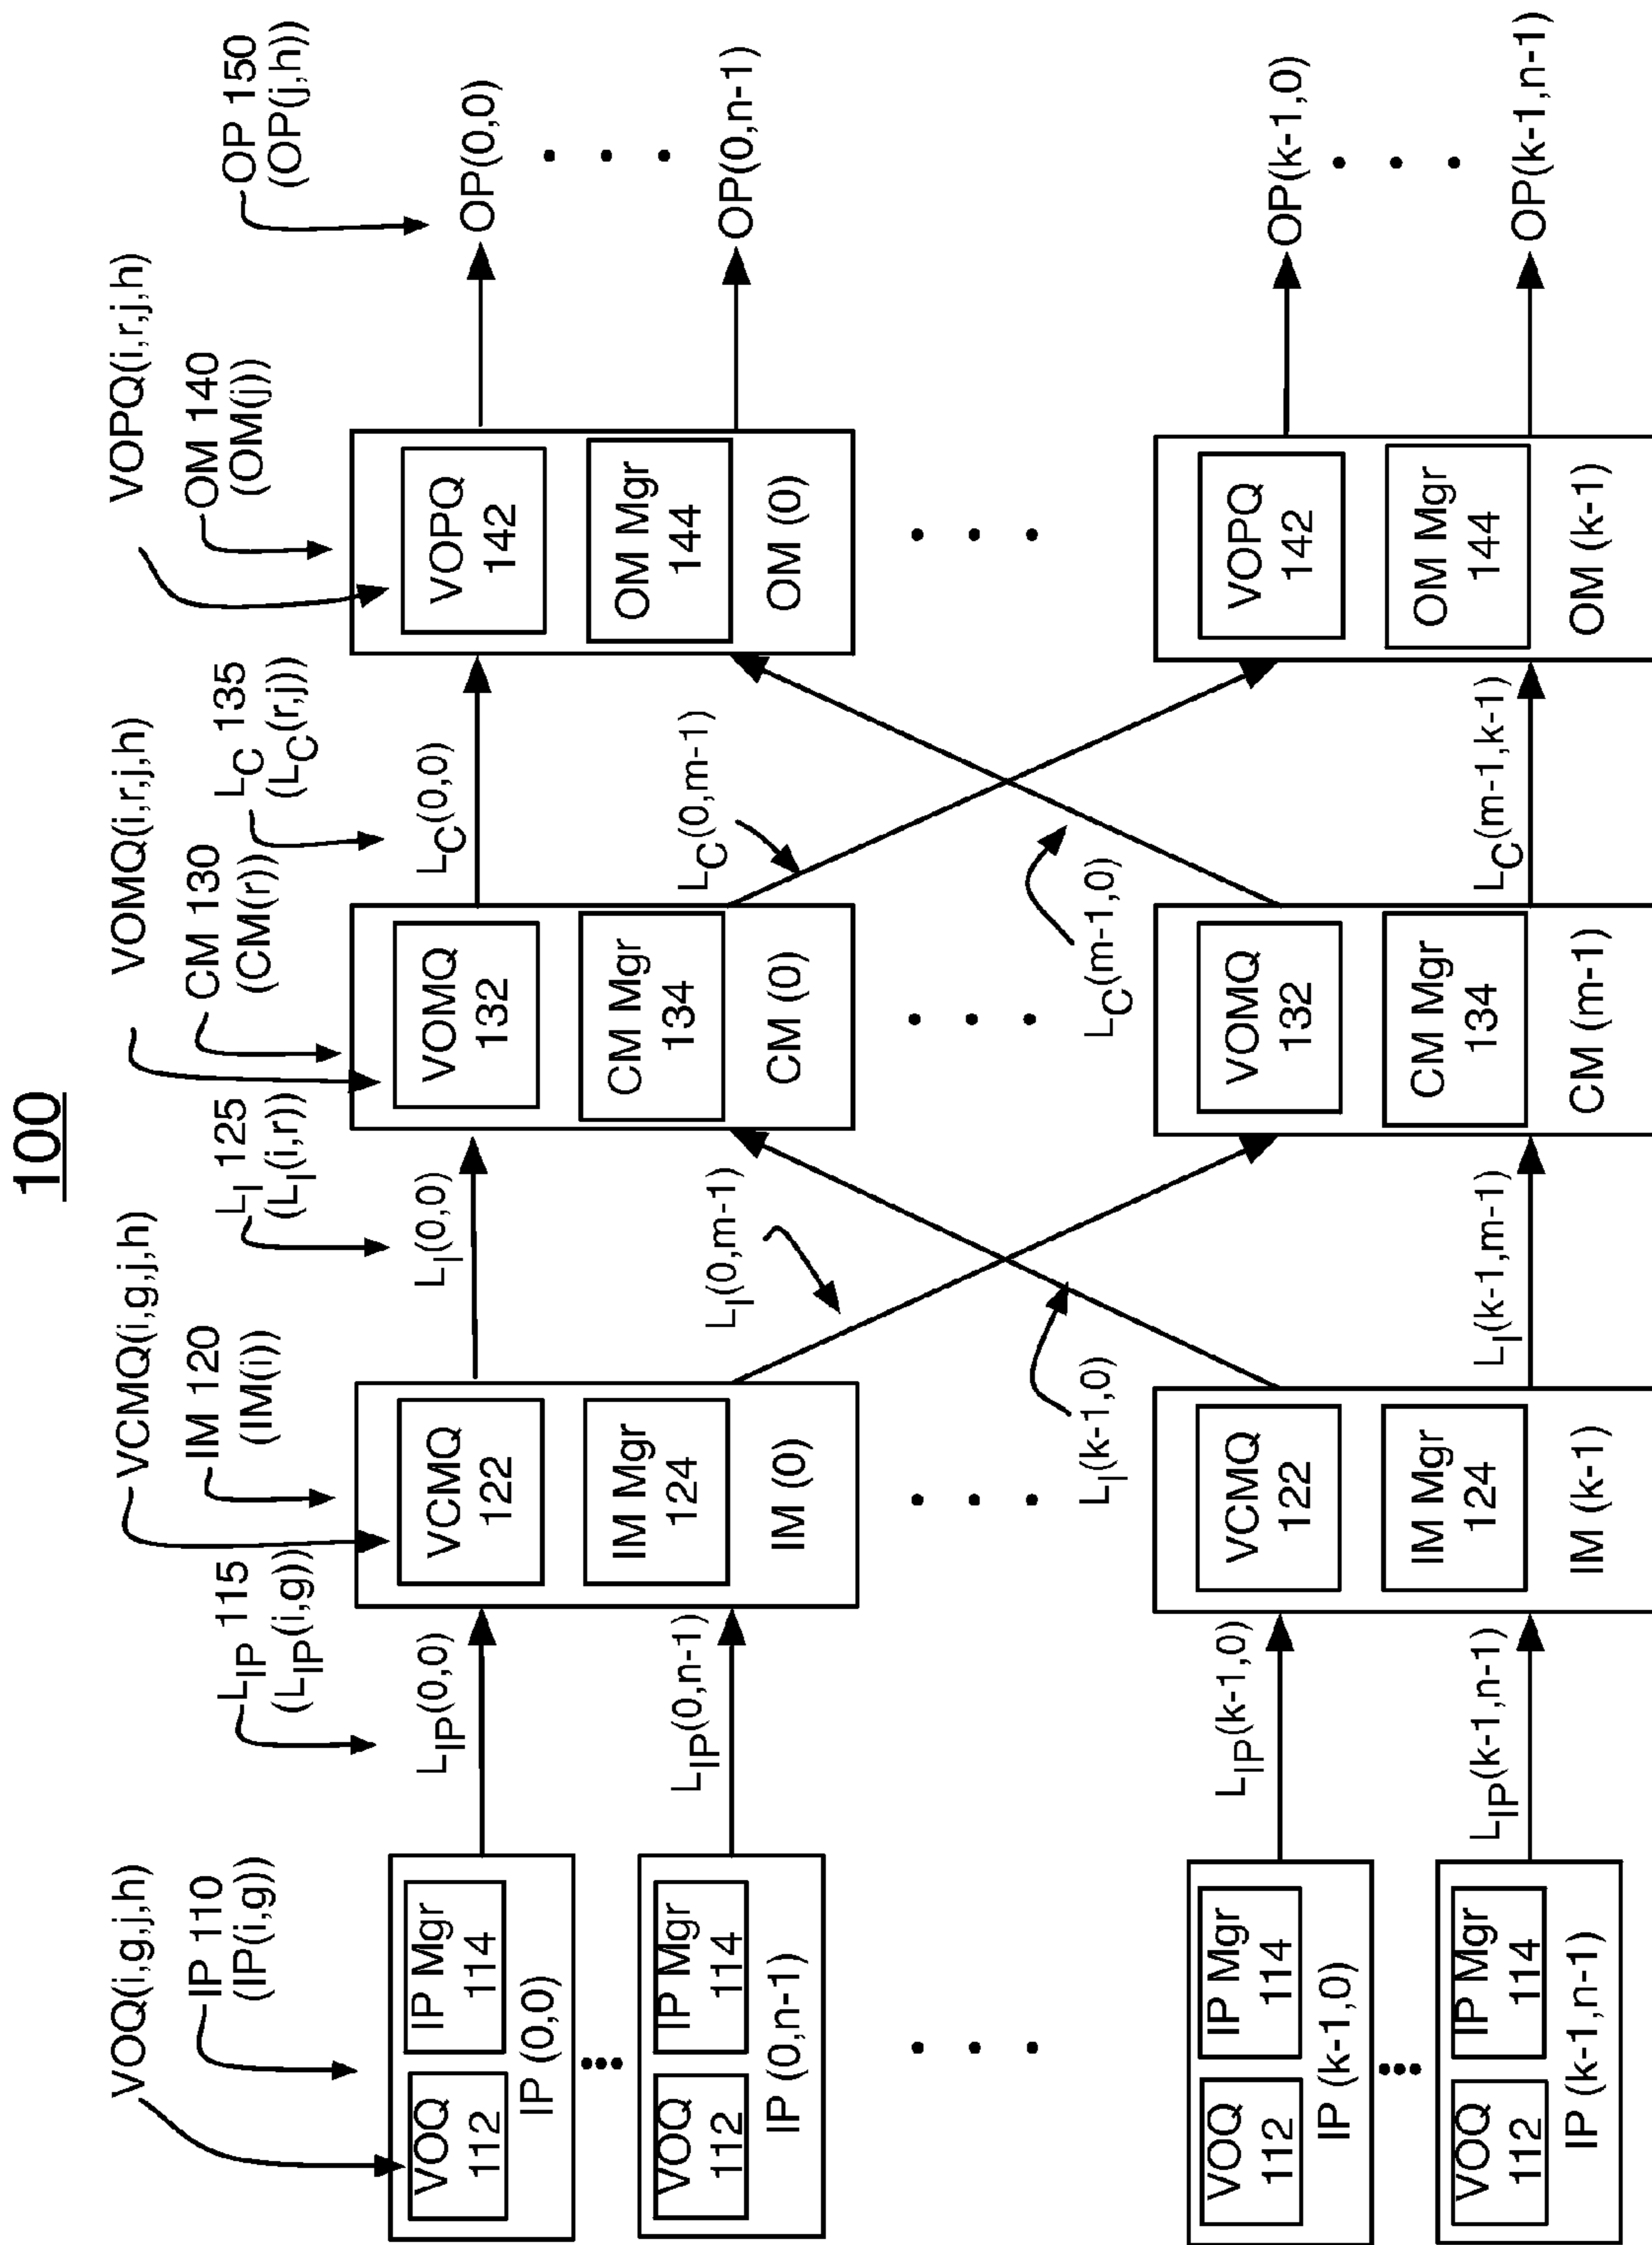 100
VOQ(i,g,j,h)
IP 110
(IP(i,g))
LIP 115
(LIP(i,g))
VCMQ(i,g,j,h)
IM 120
(IM(i))
LI 125
(LI(i,r))
VOMQ(i,r,j,h)
CM 130
(CM(r))
LC 135
(LC(r,j))
VOPQ(i,r,j,h)
OM 140
(OM(j))
OP 150
(OP(j,h))
VOQ
112
IP Mgr
114
IP (0,0)
LIP(0,0)
VCMQ
122
IM Mgr
124
IM (0)
LI(0,0)
VOMQ
132
CM Mgr
134
CM (0)
LC(0,0)
VOPQ
142
OM Mgr
144
OM (0)
OP(0,0)
VOQ
112
IP Mgr
114
IP (0,n-1)
LIP(0,n-1)
LI(0,m-1)
LC(0,m-1)
OP(0,n-1)
LI(k-1,0)
LC(m-1,0)
VOQ
112
IP Mgr
114
IP (k-1,0)
LIP(k-1,0)
VCMQ
122
IM Mgr
124
IM (k-1)
LI(k-1,m-1)
VOMQ
132
CM Mgr
134
CM (m-1)
LC(m-1,k-1)
VOPQ
142
OM Mgr
144
OM (k-1)
OP(k-1,0)
VOQ
112
IP Mgr
114
IP (k-1,n-1)
LIP(k-1,n-1)
OP(k-1,n-1)